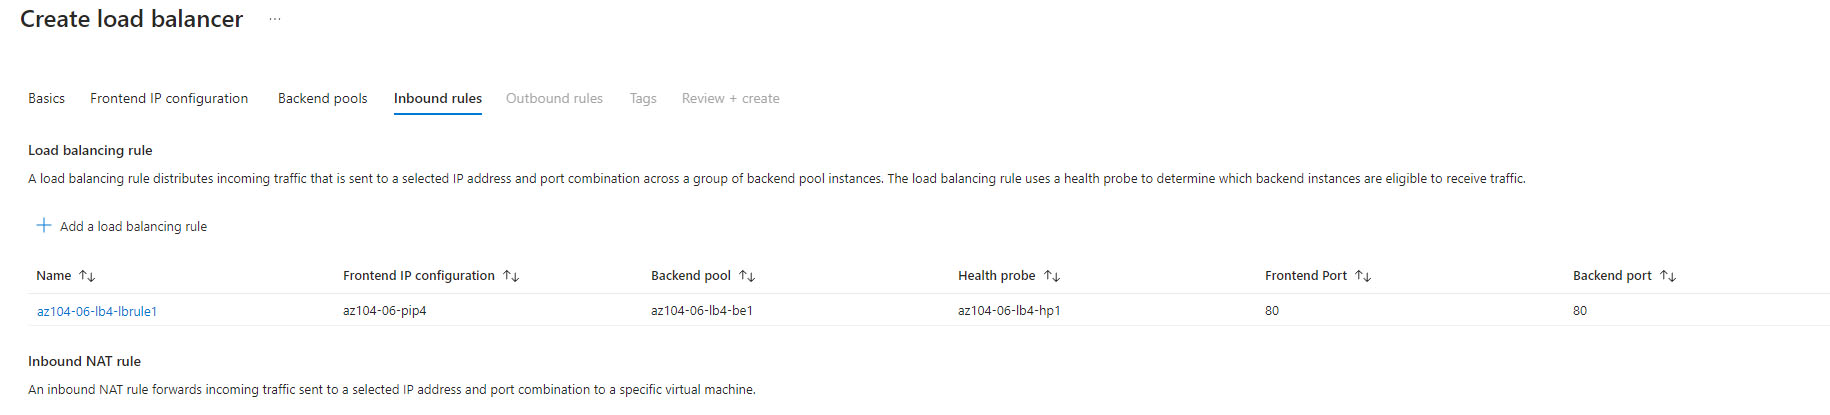 Create load balancer ...
Basics Frontend IP configuration Backend pools Inbound rules Outbound rules Tags Review + create
Load balancing rule
A load balancing rule distributes incoming traffic that is sent to a selected IP address and port combination across a group of backend pool instances. The load balancing rule uses a health probe to determine which backend instances are eligible to receive traffic.
+ Add a load balancing rule
Name ↑↓ Frontend IP configuration ↑↓ Backend pool ↑↓ Health probe ↑↓ Frontend Port ↑↓ Backend port ↑↓
az104-06-lb4-lbrule1 az104-06-pip4 az104-06-lb4-be1 az104-06-lb4-hp1 80 80
Inbound NAT rule
An inbound NAT rule forwards incoming traffic sent to a selected IP address and port combination to a specific virtual machine.